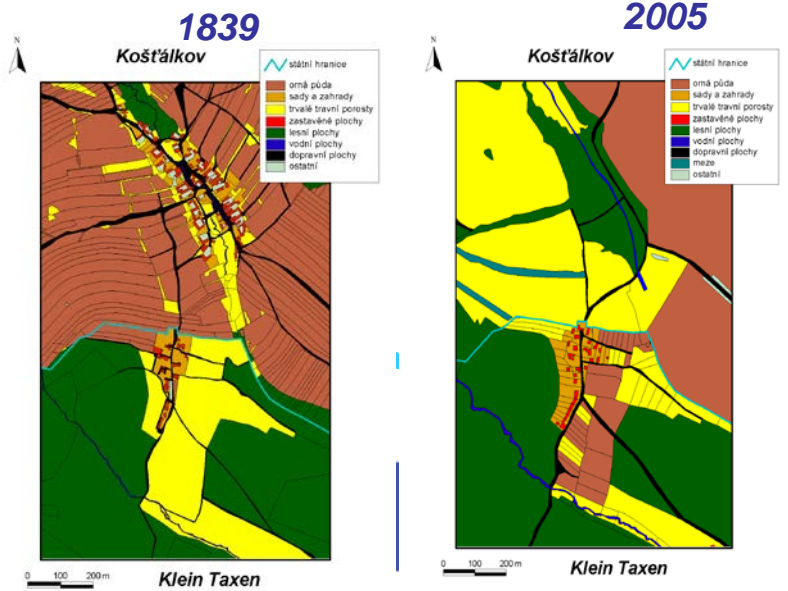 1839
N
Košťálkov
státní hranice
orná půda
sady a zahrady
trvalé travní porosty
zastavěné plochy
lesní plochy
vodní plochy
dopravní plochy
ostatní
0 100 200 m
Klein Taxen
2005
N
Košťálkov
státní hranice
orná půda
sady a zahrady
trvalé travní porosty
zastavěné plochy
lesní plochy
vodní plochy
dopravní plochy
meze
ostatní
0 100 200 m
Klein Taxen